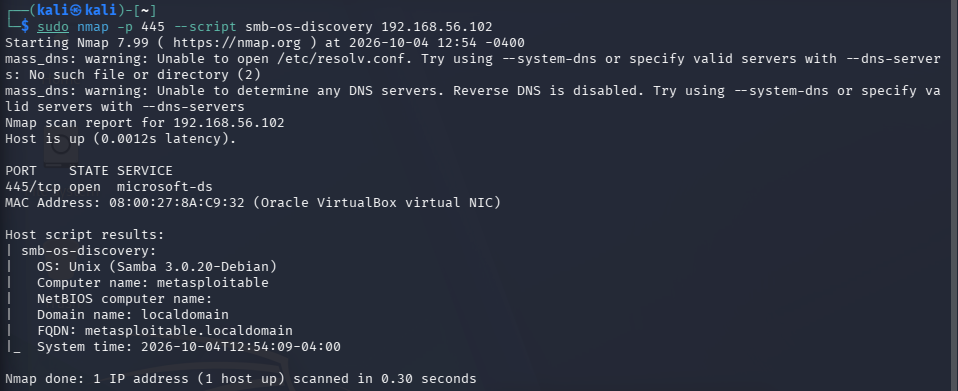 ┌──(kali㉿kali)-[~]
└─$ sudo nmap -p 445 --script smb-os-discovery 192.168.56.102
Starting Nmap 7.99 ( https://nmap.org ) at 2026-10-04 12:54 -0400
mass_dns: warning: Unable to open /etc/resolv.conf. Try using --system-dns or specify valid servers with --dns-server
s: No such file or directory (2)
mass_dns: warning: Unable to determine any DNS servers. Reverse DNS is disabled. Try using --system-dns or specify va
lid servers with --dns-servers
Nmap scan report for 192.168.56.102
Host is up (0.0012s latency).

PORT    STATE SERVICE
445/tcp open  microsoft-ds
MAC Address: 08:00:27:8A:C9:32 (Oracle VirtualBox virtual NIC)

Host script results:
| smb-os-discovery:
|   OS: Unix (Samba 3.0.20-Debian)
|   Computer name: metasploitable
|   NetBIOS computer name:
|   Domain name: localdomain
|   FQDN: metasploitable.localdomain
|_  System time: 2026-10-04T12:54:09-04:00

Nmap done: 1 IP address (1 host up) scanned in 0.30 seconds